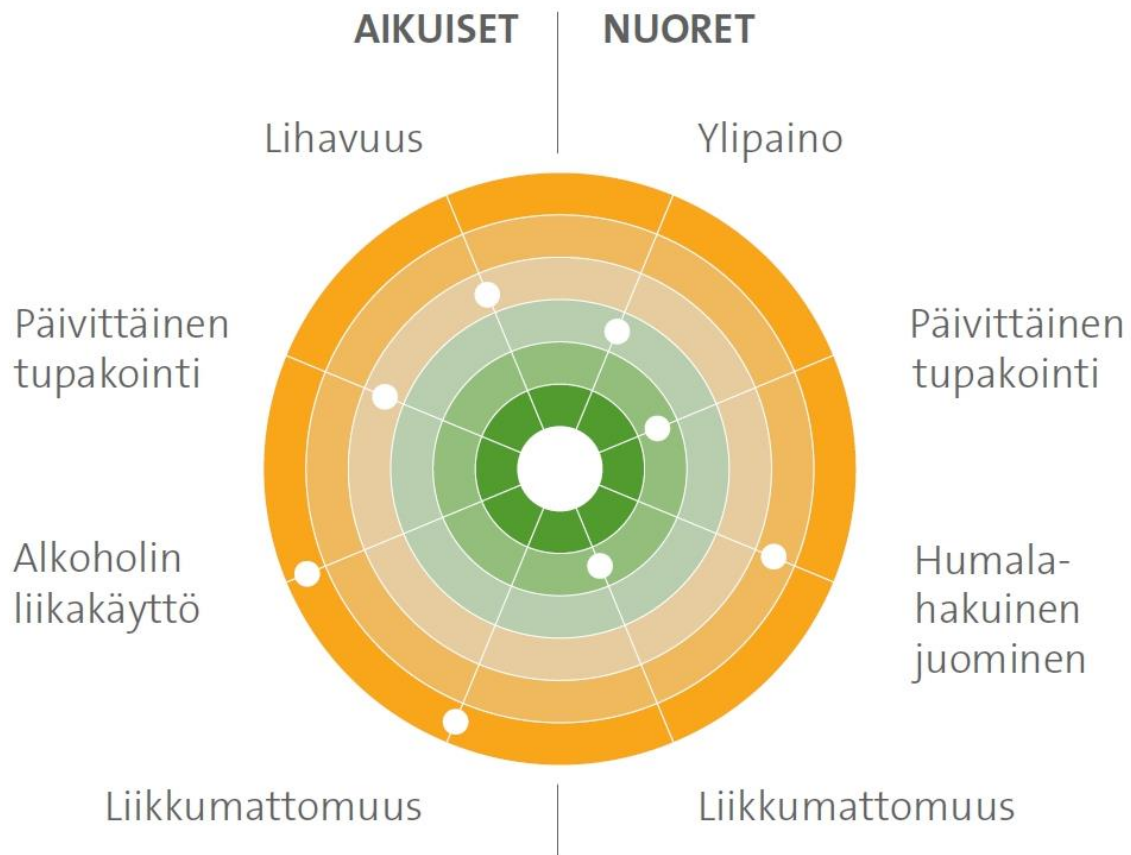 AIKUISET
NUORET
Lihavuus
Ylipaino
Päivittäinen
tupakointi
Päivittäinen
tupakointi
Alkoholin
liikakäyttö
Humala-
hakuinen
juominen
Liikkumattomuus
Liikkumattomuus